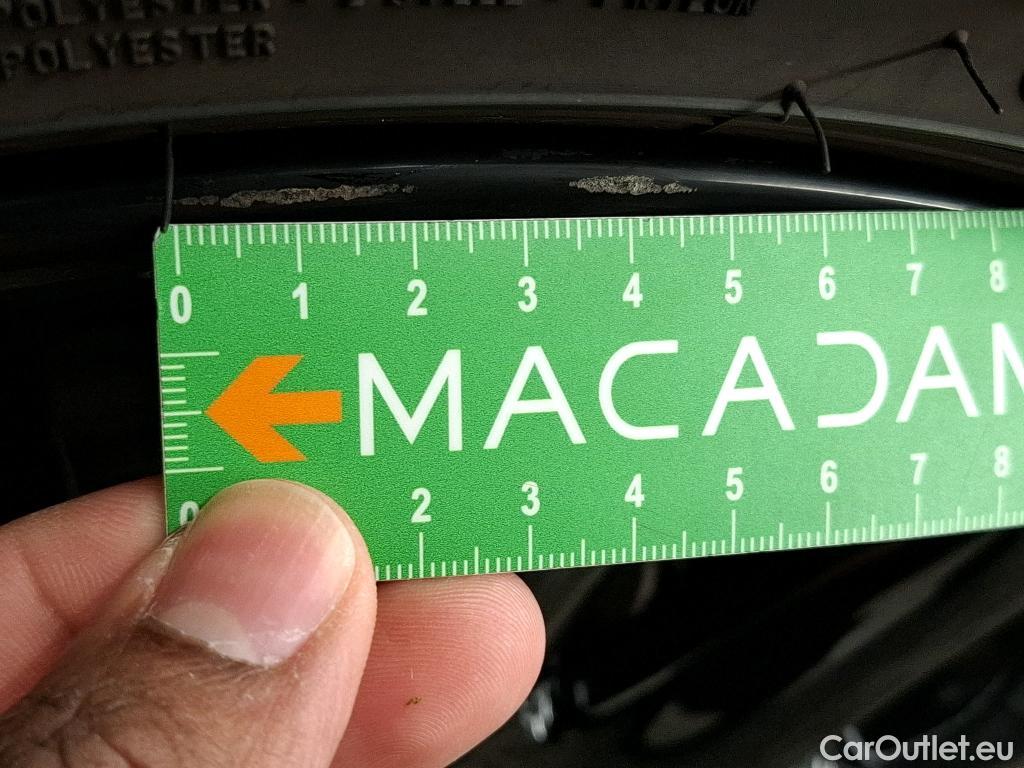 POLYESTER
0 1 2 3 4 5 6 7 8
MACADAM
0 2 3 4 5 6 7 8
CarOutlet.eu